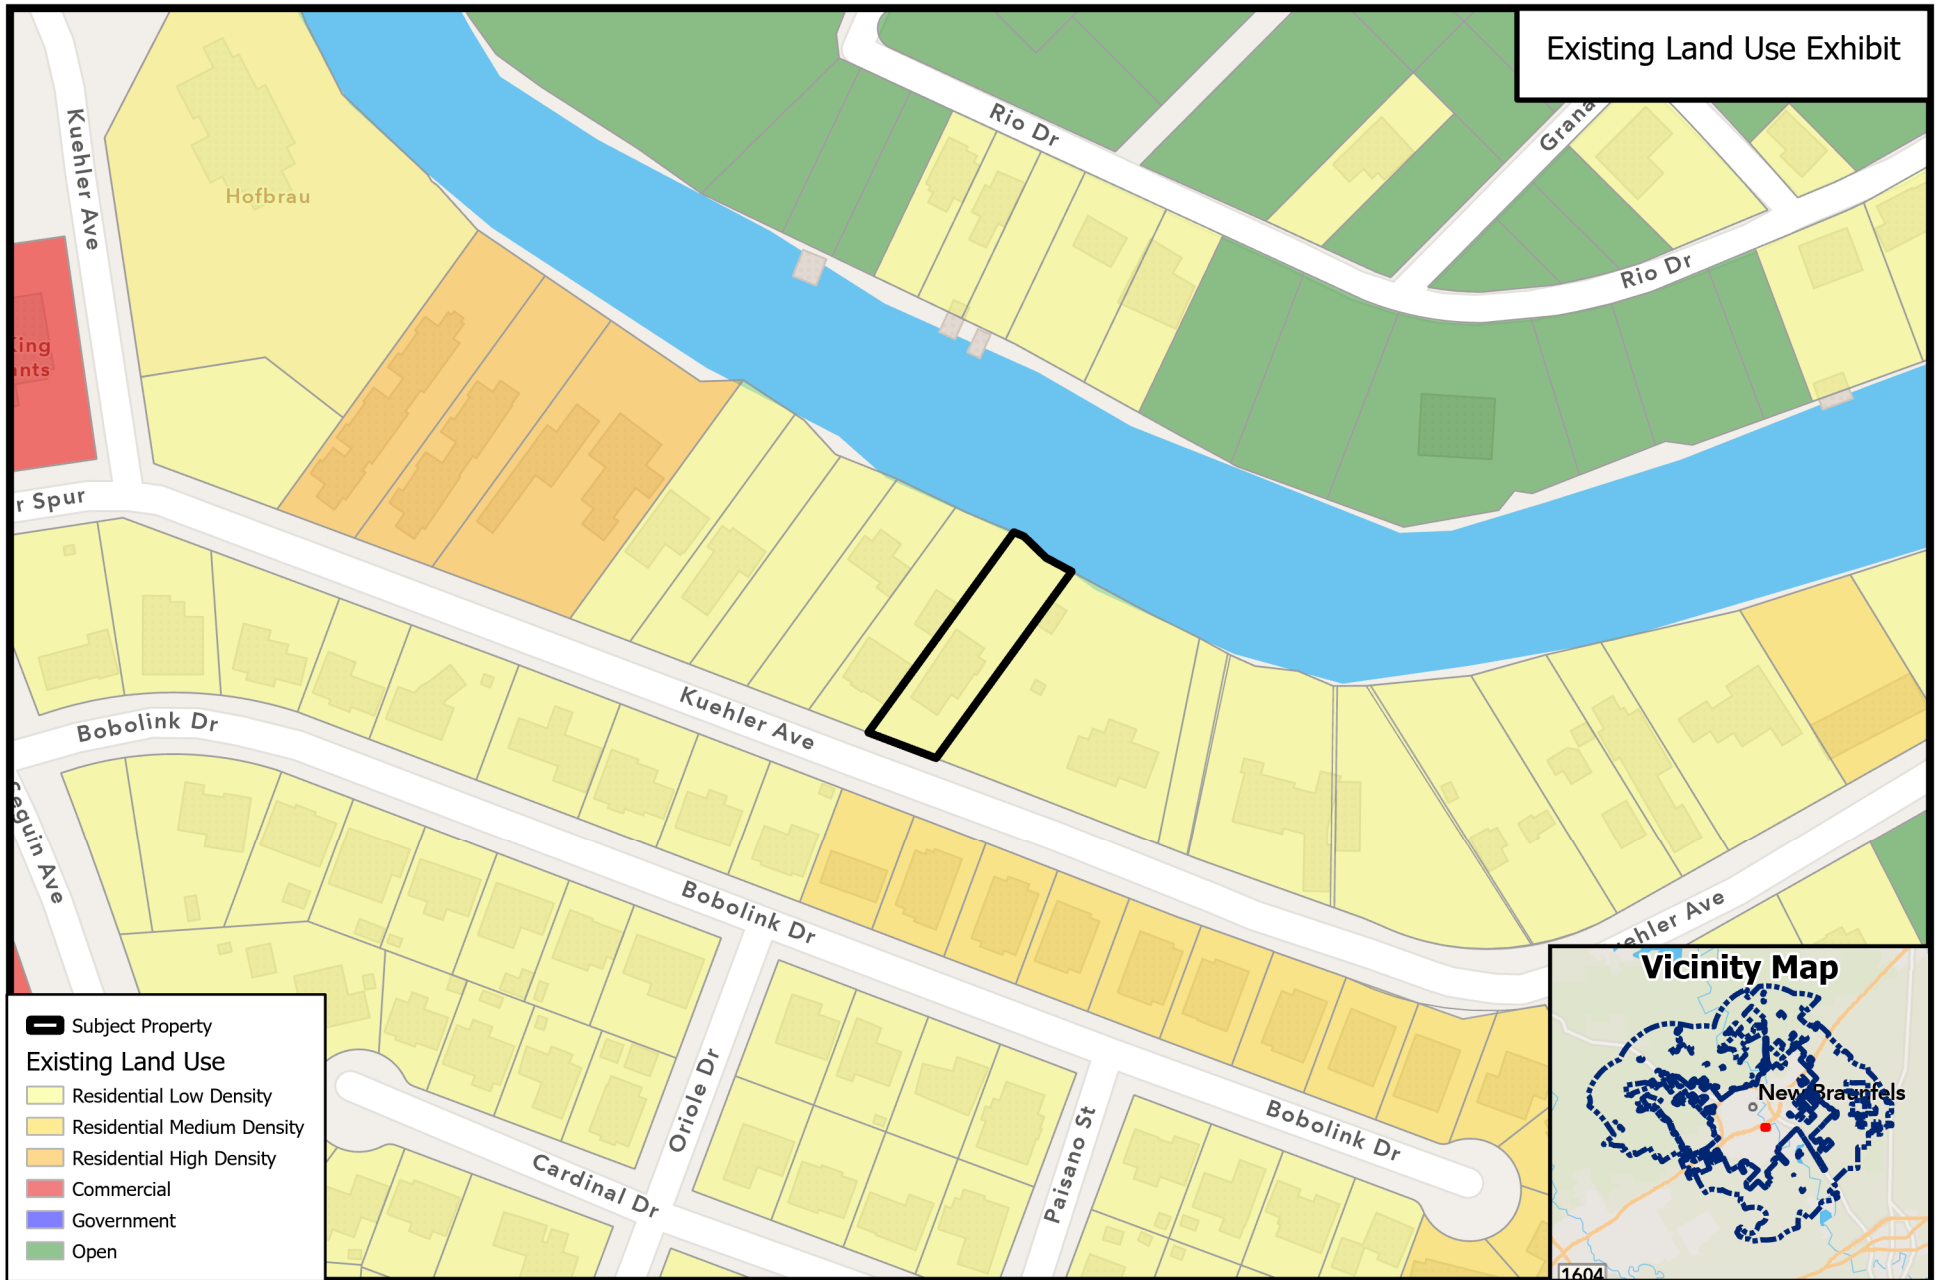 Existing Land Use Exhibit
Rio Dr
Grana
Kuehler Ave
Hofbrau
Rio Dr
King
ants
r Spur
Kuehler Ave
Bobolink Dr
Seguin Ave
Bobolink Dr
ehler Ave
Oriole Dr
Paisano St
Bobolink Dr
Cardinal Dr
Subject Property
Existing Land Use
Residential Low Density
Residential Medium Density
Residential High Density
Commercial
Government
Open
Vicinity Map
New Braunfels
1604